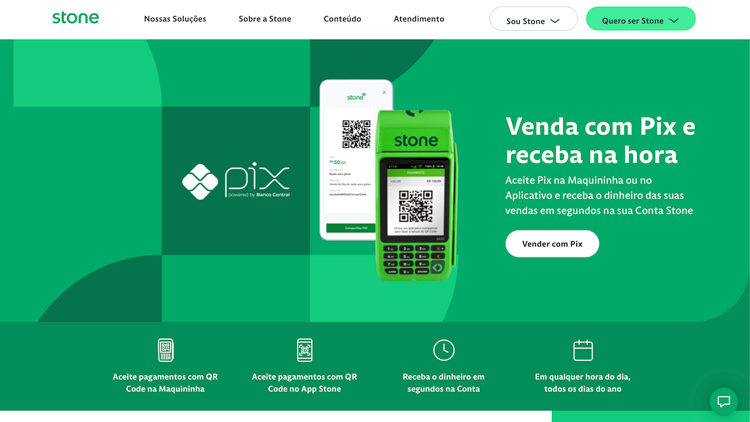 stone
Nossas Soluções
Sobre a Stone
Conteúdo
Atendimento
Sou Stone
Quero ser Stone
pix
powered by Banco Central
stone
R$ 50,00
stone
Venda com Pix e
receba na hora
Aceite Pix na Maquininha ou no
Aplicativo e receba o dinheiro das suas
vendas em segundos na sua Conta Stone
Vender com Pix
Aceite pagamentos com QR
Code na Maquininha
Aceite pagamentos com QR
Code no App Stone
Receba o dinheiro em
segundos na Conta
Em qualquer hora do dia,
todos os dias do ano